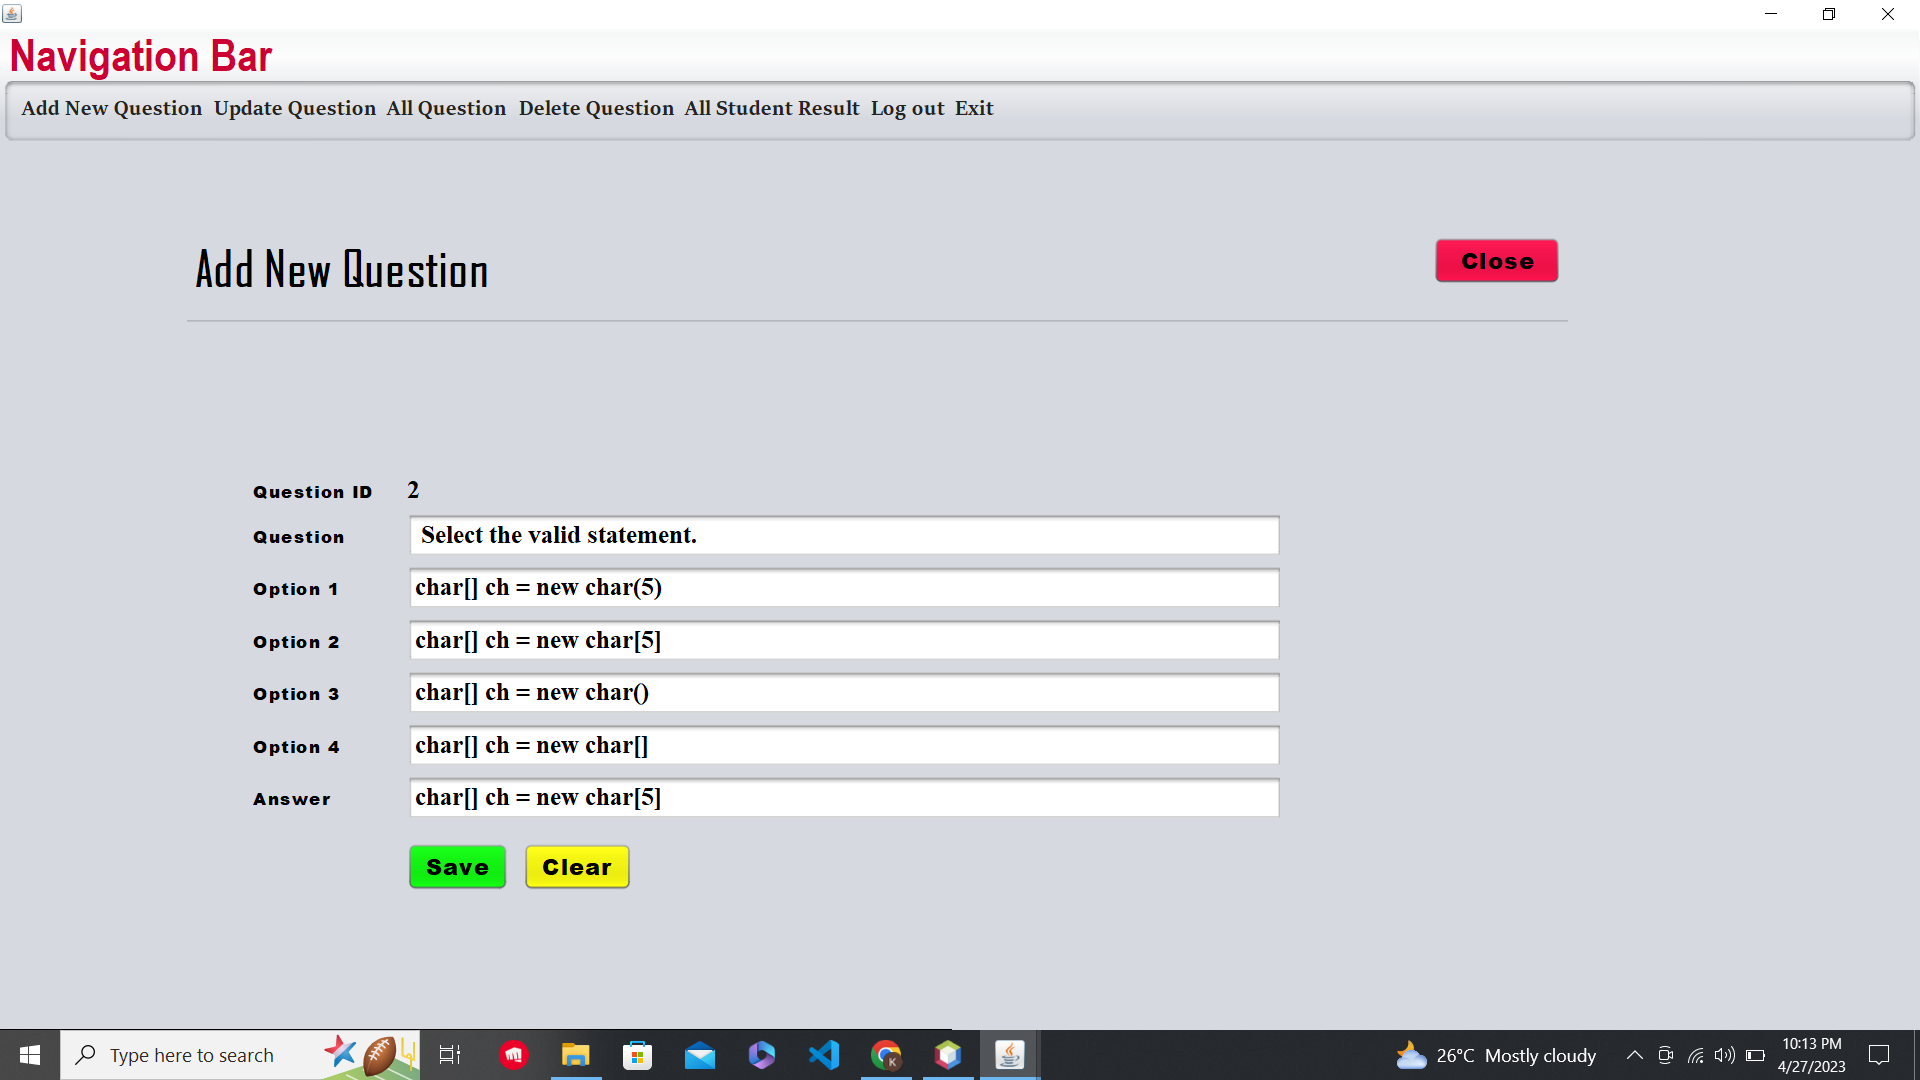 Navigation Bar
Add New Question Update Question All Question Delete Question All Student Result Log out Exit
Add New Question
Close
Question ID 2
Question Select the valid statement.
Option 1 char[] ch = new char(5)
Option 2 char[] ch = new char[5]
Option 3 char[] ch = new char()
Option 4 char[] ch = new char[]
Answer char[] ch = new char[5]
Save Clear
Type here to search
K
26°C Mostly cloudy
10:13 PM
4/27/2023